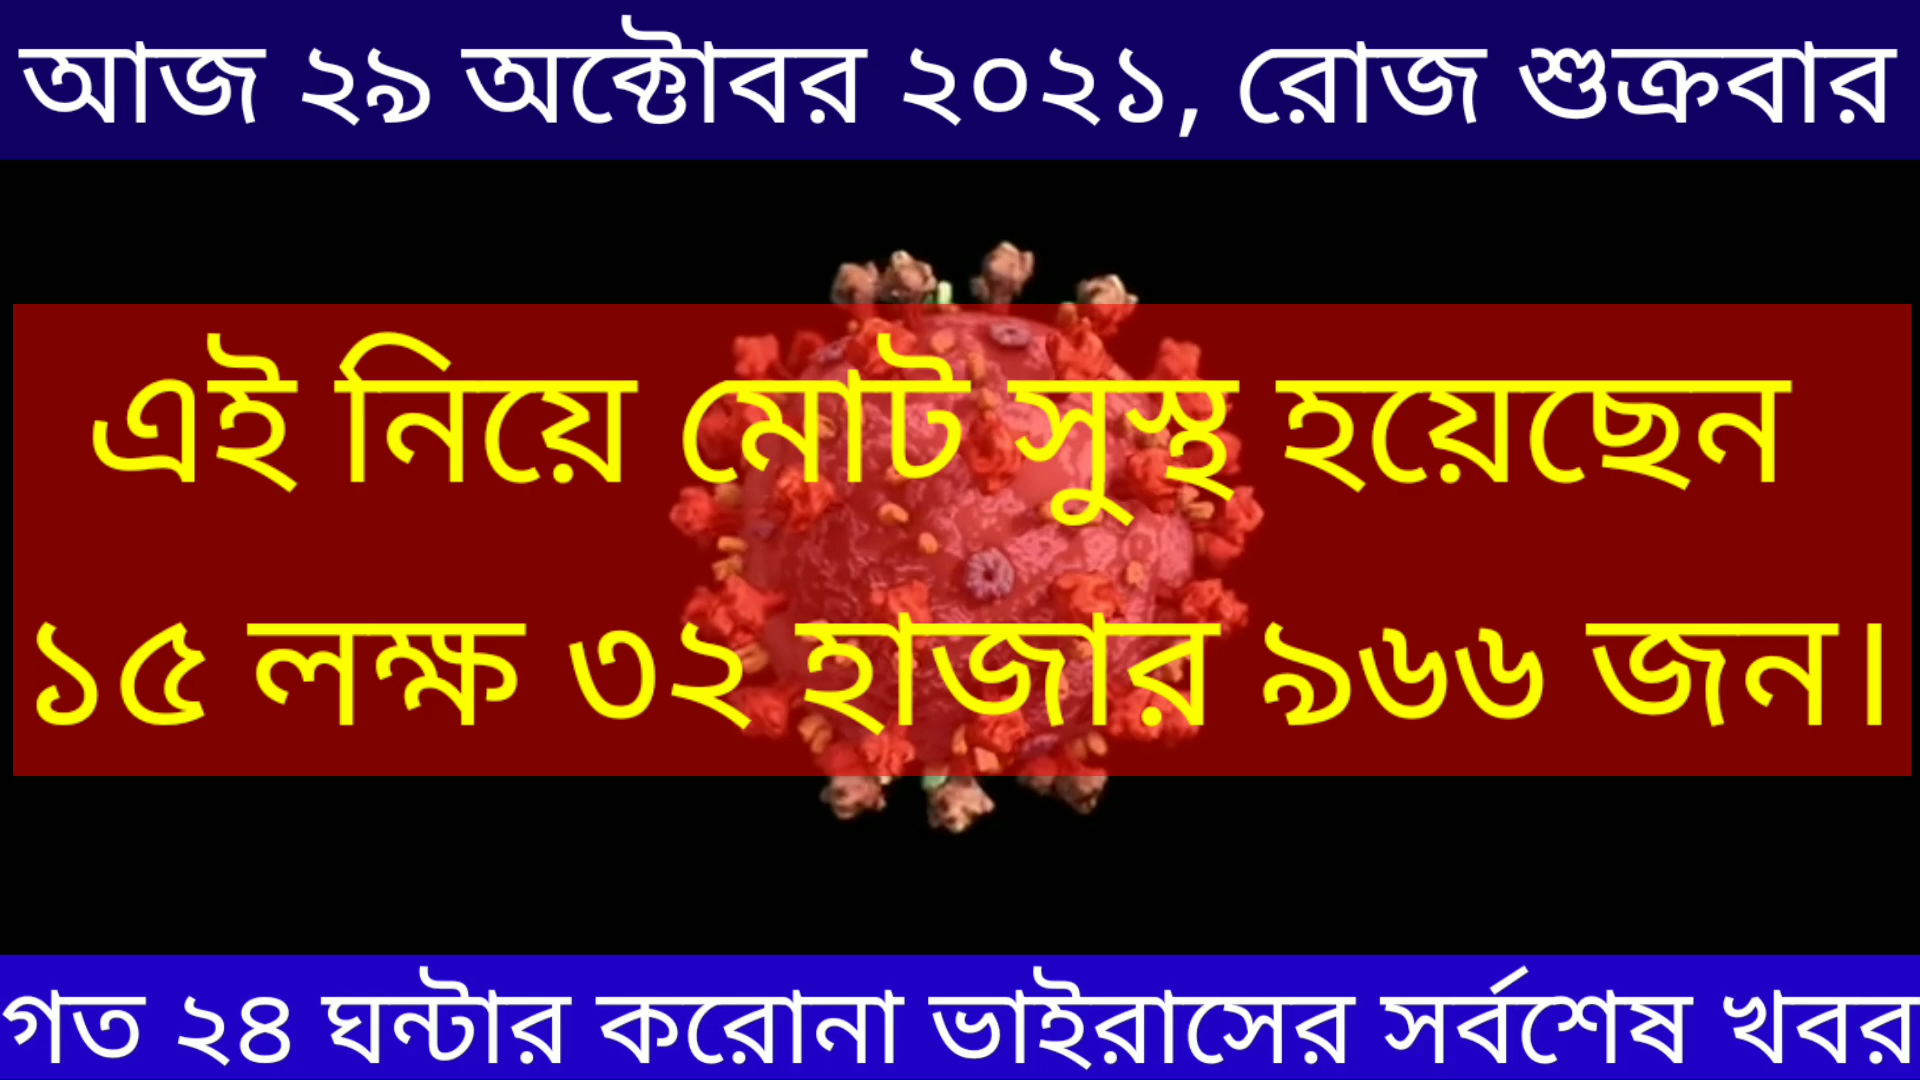 আজ ২৯ অক্টোবর ২০২১, রোজ শুক্রবার
এই নিয়ে মোট সুস্থ হয়েছেন
১৫ লক্ষ ৩২ হাজার ৯৬৬ জন।
গত ২৪ ঘন্টার করোনা ভাইরাসের সর্বশেষ খবর